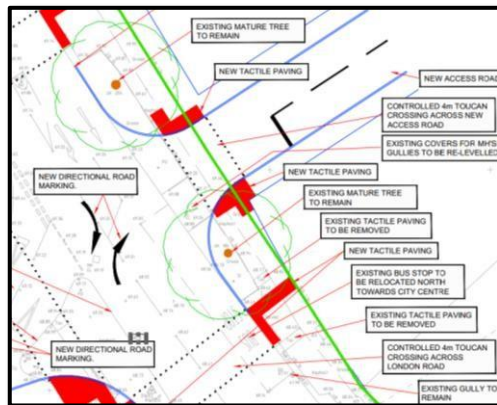 EXISTING MATURE TREE
TO REMAIN
NEW TACTILE PAVING
NEW ACCESS ROA
CONTROLLED 4m TOUCAN
CROSSING ACROSS NEW
ACCESS ROAD
EXISTING COVERS FOR MH'S
GULLIES TO BE RE-LEVELLED
NEW TACTILE PAVING
NEW DIRECTIONAL ROAD
MARKING.
EXISTING MATURE TREE
TO REMAIN
EXISTING TACTILE PAVING
TO BE REMOVED
NEW TACTILE PAVING
EXISTING BUS STOP TO
BE RELOCATED NORTH
TOWARDS CITY CENTRE
EXISTING TACTILE PAVING
TO BE REMOVED
NEW DIRECTIONAL ROAD
MARKING.
CONTROLLED 4m TOUCAN
CROSSING ACROSS
LONDON ROAD
EXISTING GULLY TO
REMAIN